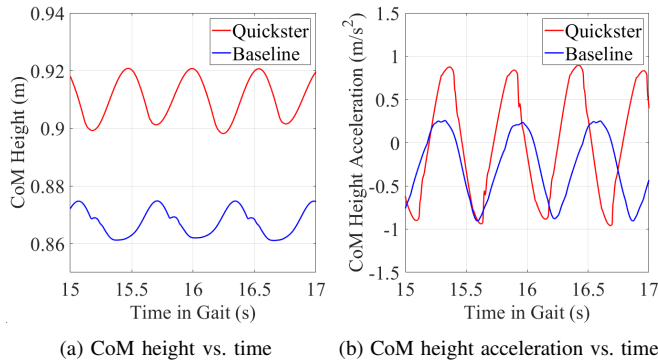 CoM Height (m)
0.94
0.92
0.9
0.88
0.86
Quickster
Baseline
15 15.5 16 16.5 17
Time in Gait (s)
(a) CoM height vs. time
CoM Height Acceleration (m/s²)
1.5
1
0.5
0
-0.5
-1
-1.5
Quickster
Baseline
15 15.5 16 16.5 17
Time in Gait (s)
(b) CoM height acceleration vs. time